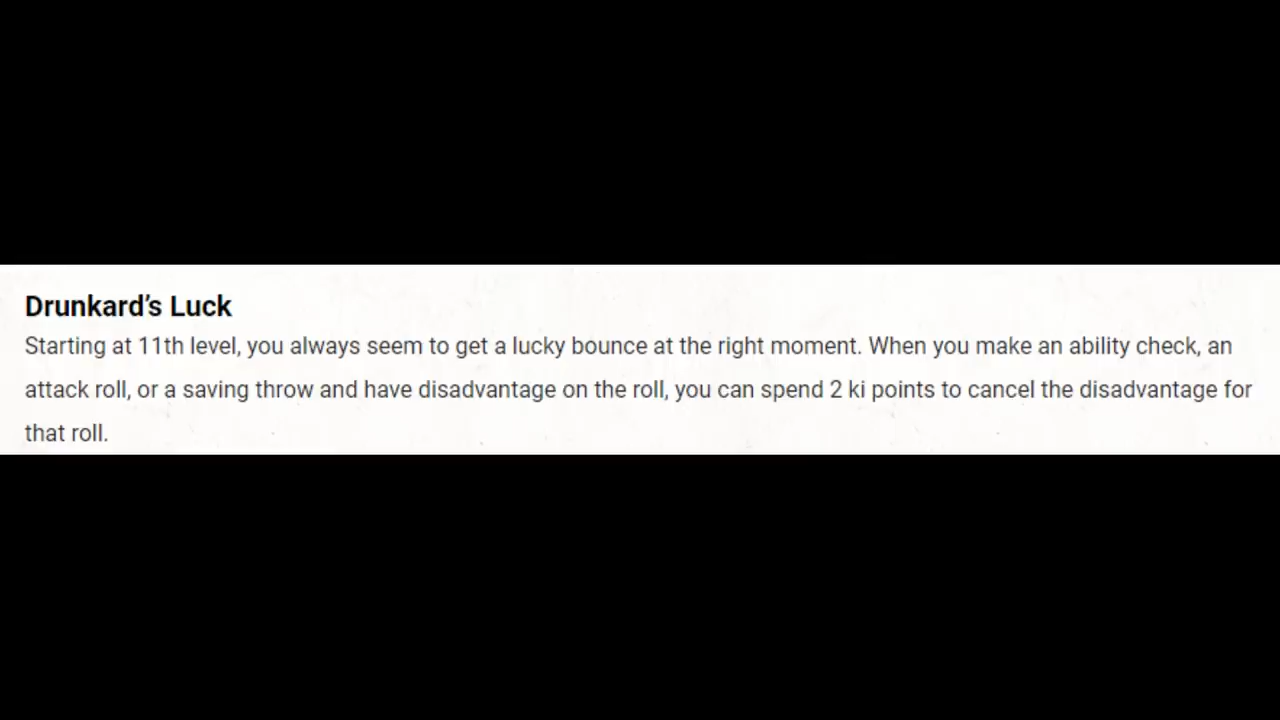 Drunkard’s Luck
Starting at 11th level, you always seem to get a lucky bounce at the right moment. When you make an ability check, an
attack roll, or a saving throw and have disadvantage on the roll, you can spend 2 ki points to cancel the disadvantage for
that roll.